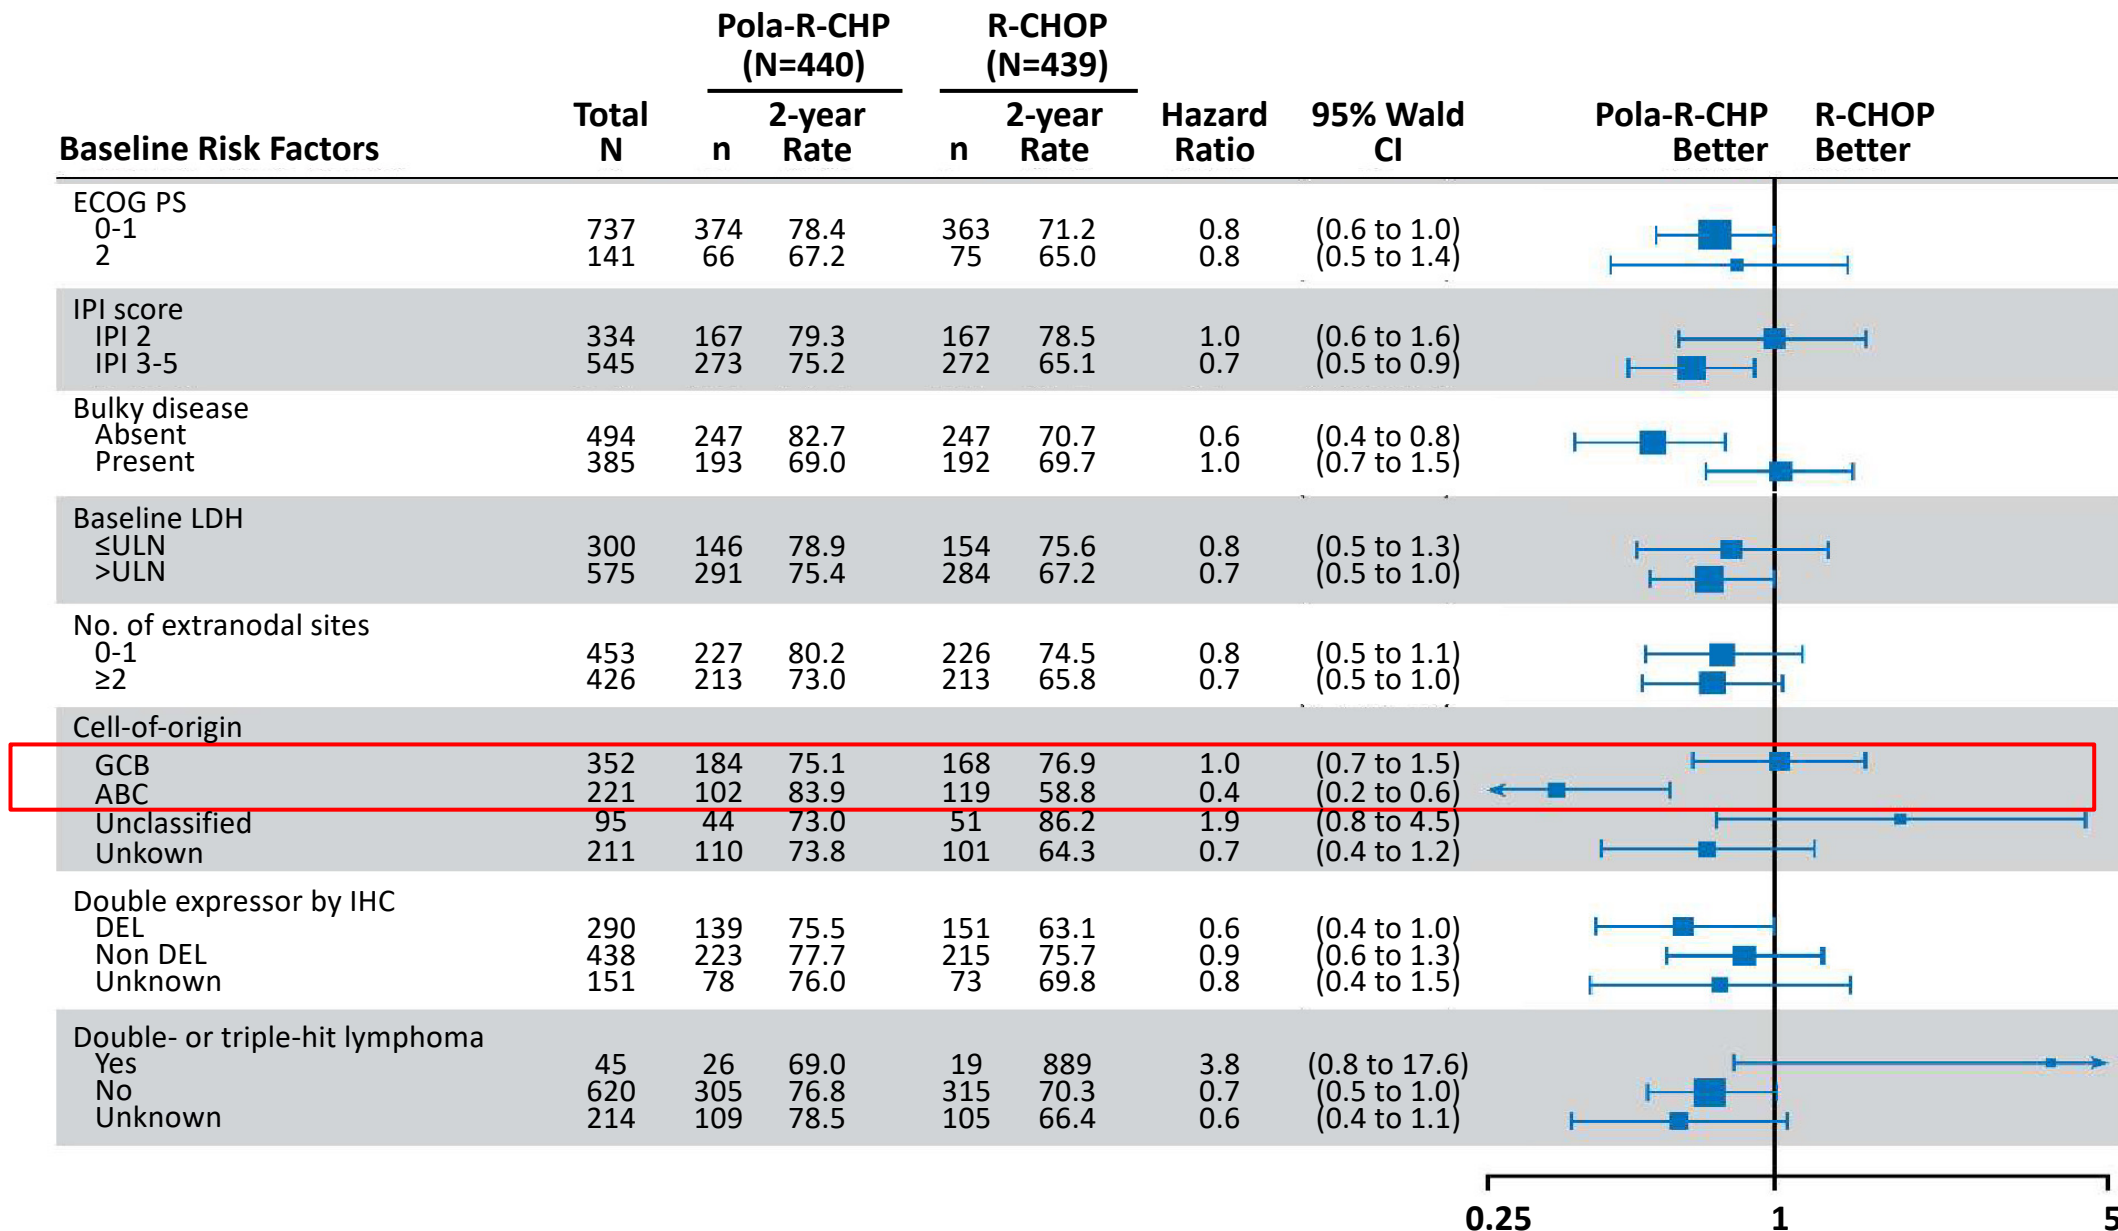 Pola-R-CHP R-CHOP
(N=440) (N=439)
Total 2-year 2-year Hazard 95% Wald Pola-R-CHP R-CHOP
Baseline Risk Factors N n Rate n Rate Ratio CI Better Better
ECOG PS
0-1 737 374 78.4 363 71.2 0.8 (0.6 to 1.0)
2 141 66 67.2 75 65.0 0.8 (0.5 to 1.4)
IPI score
IPI 2 334 167 79.3 167 78.5 1.0 (0.6 to 1.6)
IPI 3-5 545 273 75.2 272 65.1 0.7 (0.5 to 0.9)
Bulky disease
Absent 494 247 82.7 247 70.7 0.6 (0.4 to 0.8)
Present 385 193 69.0 192 69.7 1.0 (0.7 to 1.5)
Baseline LDH
≤ULN 300 146 78.9 154 75.6 0.8 (0.5 to 1.3)
>ULN 575 291 75.4 284 67.2 0.7 (0.5 to 1.0)
No. of extranodal sites
0-1 453 227 80.2 226 74.5 0.8 (0.5 to 1.1)
≥2 426 213 73.0 213 65.8 0.7 (0.5 to 1.0)
Cell-of-origin
GCB 352 184 75.1 168 76.9 1.0 (0.7 to 1.5)
ABC 221 102 83.9 119 58.8 0.4 (0.2 to 0.6)
Unclassified 95 44 73.0 51 86.2 1.9 (0.8 to 4.5)
Unkown 211 110 73.8 101 64.3 0.7 (0.4 to 1.2)
Double expressor by IHC
DEL 290 139 75.5 151 63.1 0.6 (0.4 to 1.0)
Non DEL 438 223 77.7 215 75.7 0.9 (0.6 to 1.3)
Unknown 151 78 76.0 73 69.8 0.8 (0.4 to 1.5)
Double- or triple-hit lymphoma
Yes 45 26 69.0 19 889 3.8 (0.8 to 17.6)
No 620 305 76.8 315 70.3 0.7 (0.5 to 1.0)
Unknown 214 109 78.5 105 66.4 0.6 (0.4 to 1.1)
0.25 1 5